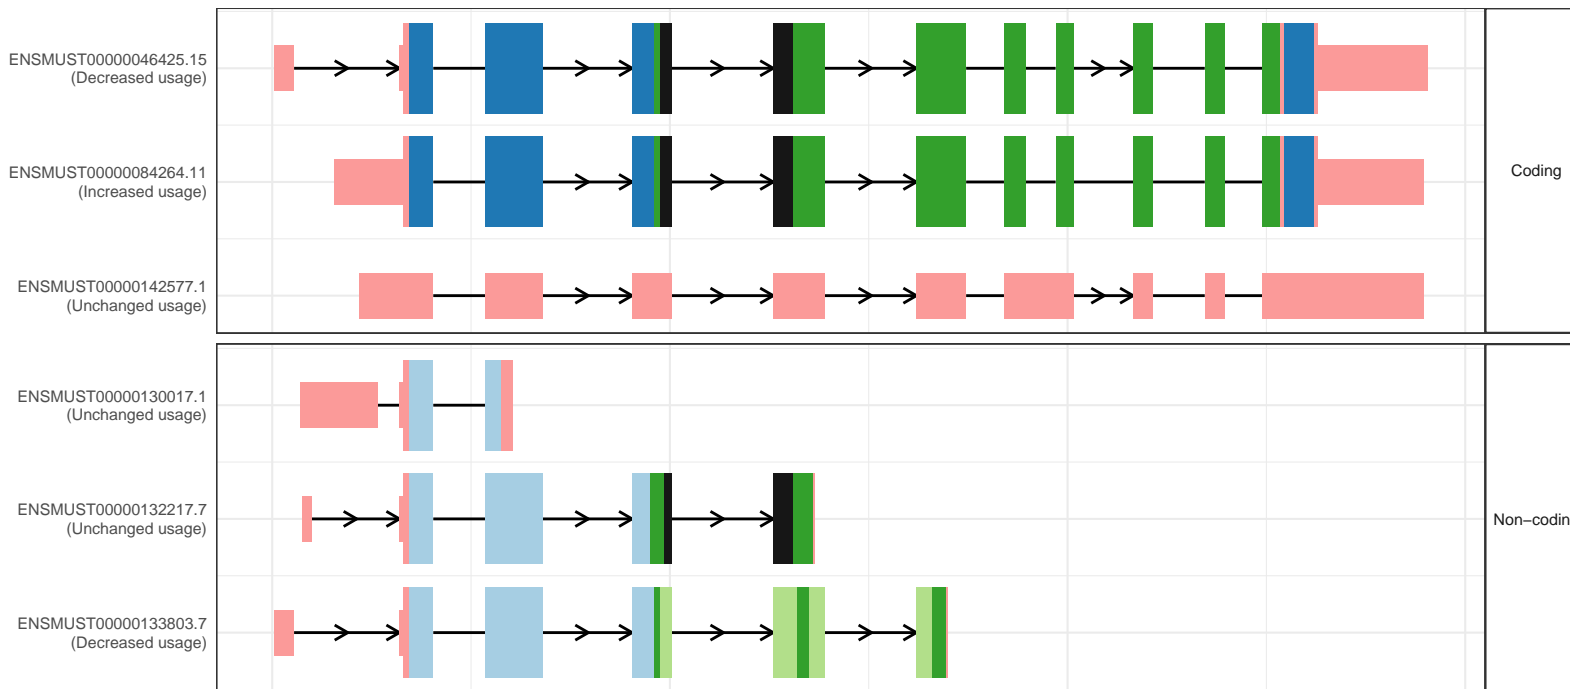 ENSMUST00000046425.15
(Decreased usage)
ENSMUST00000084264.11
(Increased usage)
ENSMUST00000142577.1
(Unchanged usage)
Coding
ENSMUST00000130017.1
(Unchanged usage)
ENSMUST00000132217.7
(Unchanged usage)
ENSMUST00000133803.7
(Decreased usage)
Non−codin